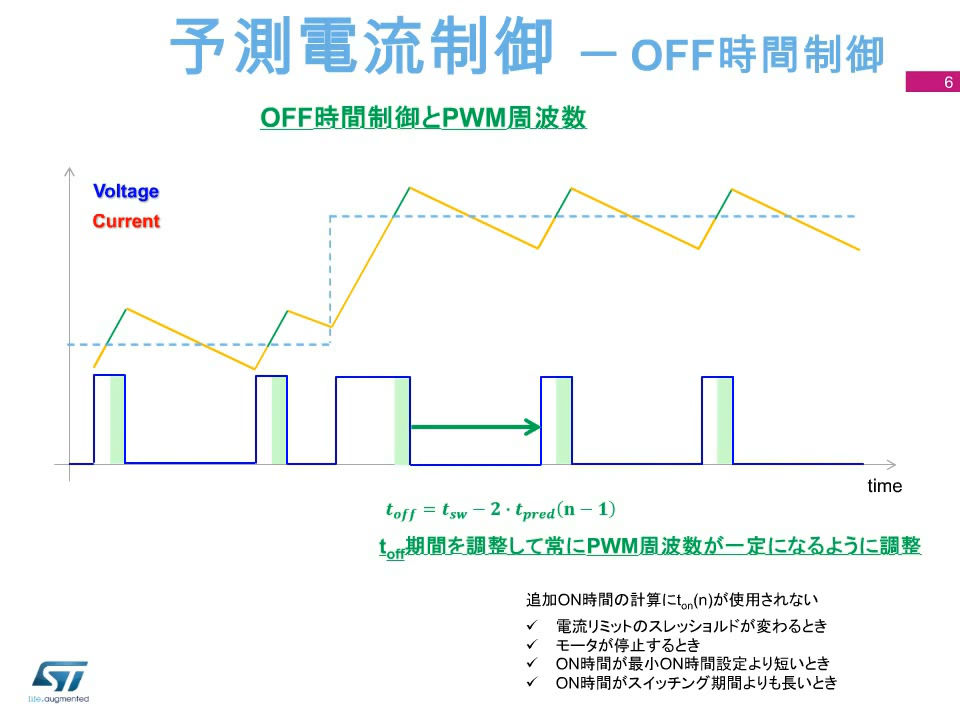 予測電流制御 － OFF時間制御
6
OFF時間制御とPWM周波数
Voltage
Current
time
t_off = t_sw − 2 · t_pred(n − 1)
t_off期間を調整して常にPWM周波数が一定になるように調整
追加ON時間の計算にt_on(n)が使用されない
✓ 電流リミットのスレッショルドが変わるとき
✓ モータが停止するとき
✓ ON時間が最小ON時間設定より短いとき
✓ ON時間がスイッチング期間よりも長いとき
ST
life.augmented